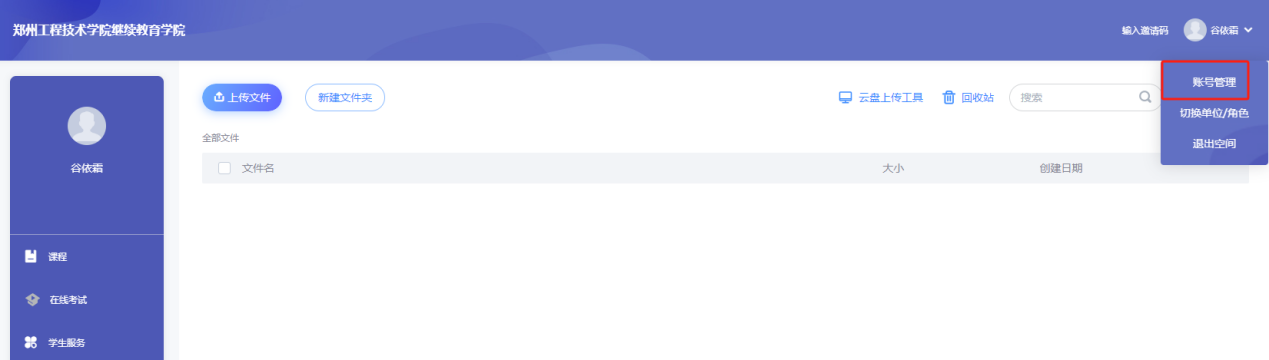 郑州工程技术学院继续教育学院
输入邀请码 谷依霜
账号管理
切换单位/角色
退出空间
谷依霜
课程
在线考试
学生服务
上传文件 新建文件夹 云盘上传工具 回收站 搜索
全部文件
文件名 大小 创建日期